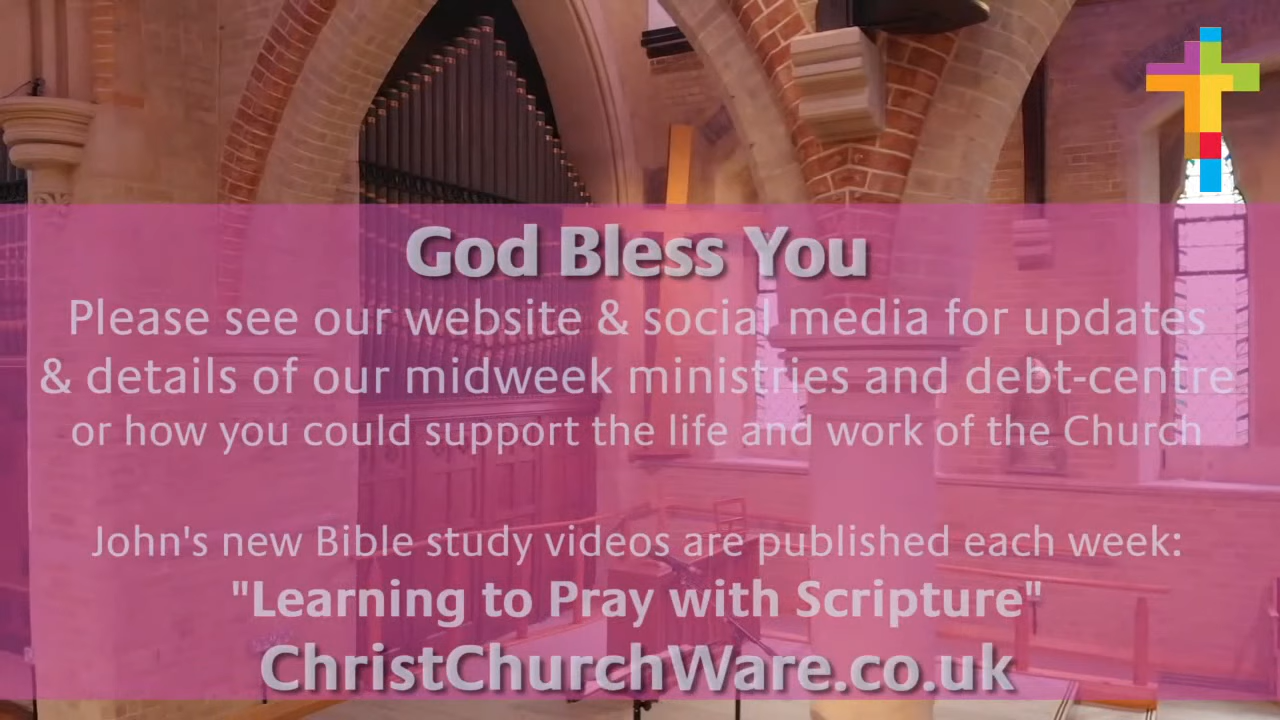 God Bless You
Please see our website & social media for updates
& details of our midweek ministries and debt-centre
or how you could support the life and work of the Church
John's new Bible study videos are published each week:
"Learning to Pray with Scripture"
ChristChurchWare.co.uk